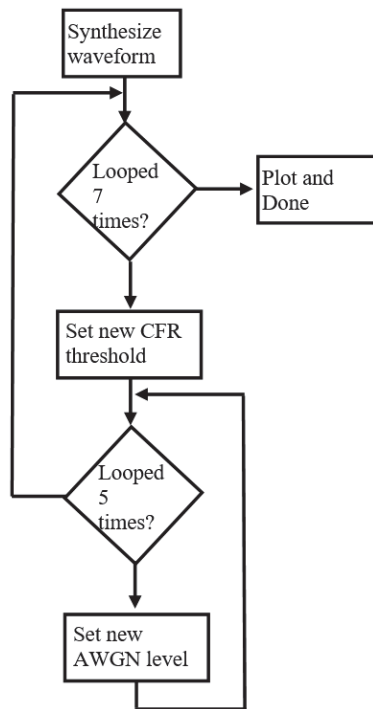 Synthesize
waveform
Looped
7
times?
Plot and
Done
Set new CFR
threshold
Looped
5
times?
Set new
AWGN level